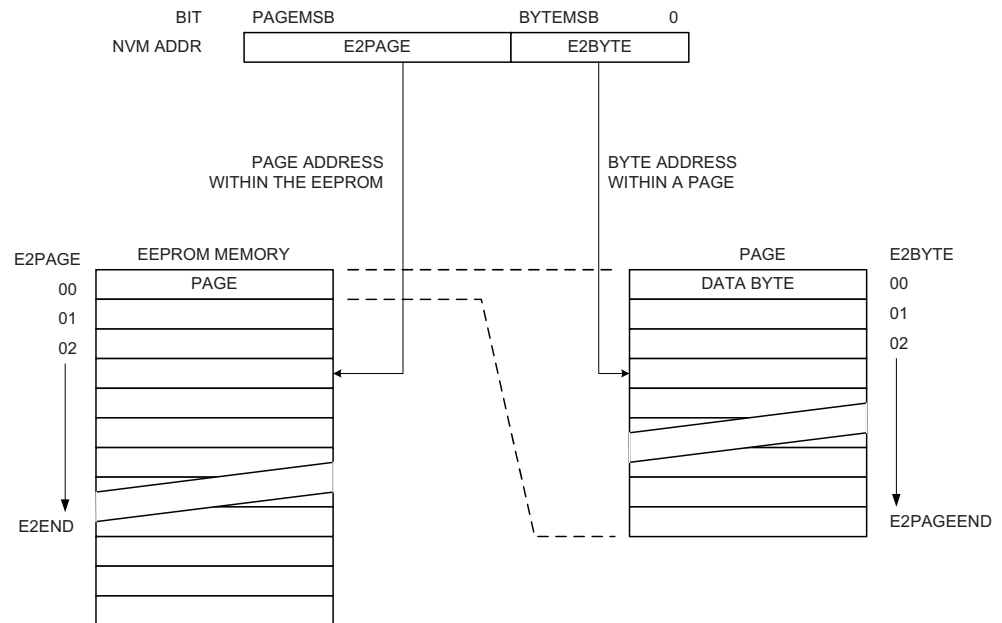 BIT PAGEMSB BYTEMSB 0
NVM ADDR E2PAGE E2BYTE
PAGE ADDRESS
WITHIN THE EEPROM
BYTE ADDRESS
WITHIN A PAGE
E2PAGE EEPROM MEMORY
00 PAGE
01
02
E2END
PAGE E2BYTE
DATA BYTE 00
01
02
E2PAGEEND